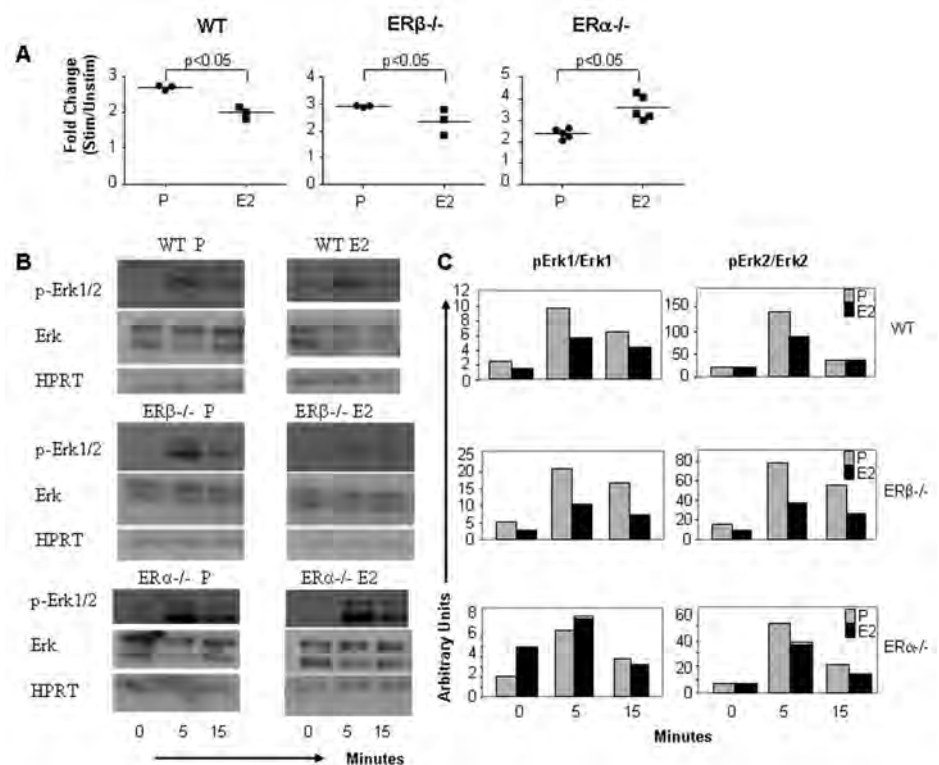 WT
ERβ-/-
ERα-/-
A
p<0.05
p<0.05
p<0.05
Fold Change
(Stim/Unstim)
3
2
1
0
4
3
2
1
0
5
4
3
2
1
0
P
E2
P
E2
P
E2
B
WT P
WT E2
p-Erk1/2
Erk
HPRT
ERβ-/- P
ERβ-/- E2
p-Erk1/2
Erk
HPRT
ERα-/- P
ERα-/- E2
p-Erk1/2
Erk
HPRT
0
5
15
Minutes
C
pErk1/Erk1
pErk2/Erk2
12
10
8
6
4
2
0
150
100
50
0
P
E2
WT
25
20
15
10
5
0
80
60
40
20
0
P
E2
ERβ-/-
8
6
4
2
0
60
40
20
0
P
E2
ERα-/-
Arbitrary Units
0
5
15
0
5
15
Minutes